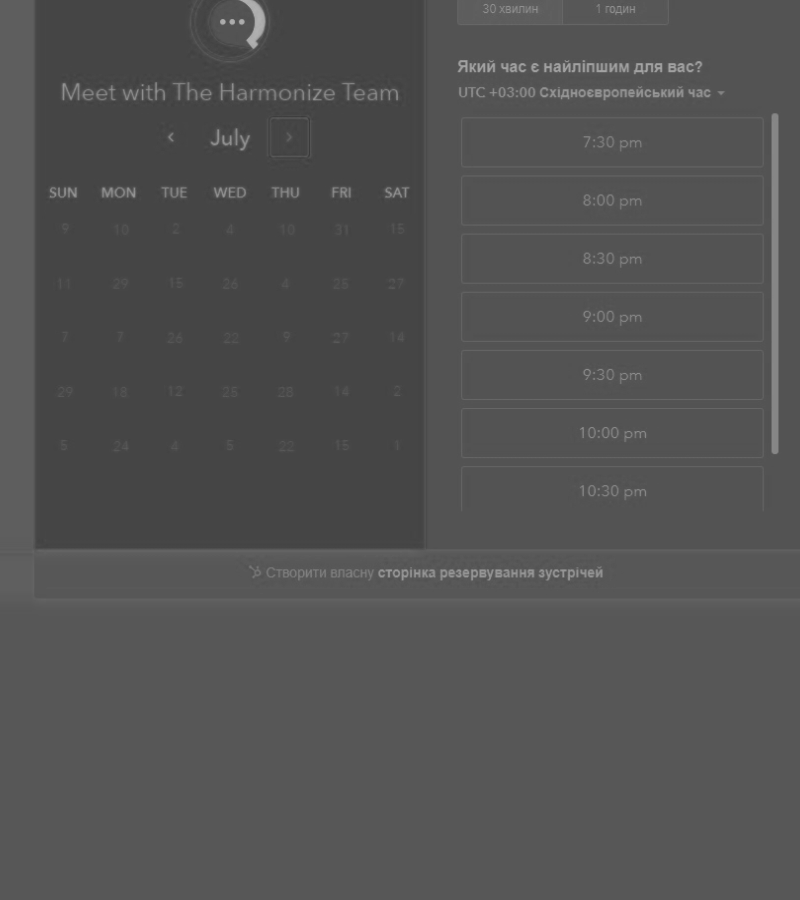 30 хвилин 1 годин
Який час є найліпшим для вас?
UTC +03:00 Східноєвропейський час
Meet with The Harmonize Team
July
SUN MON TUE WED THU FRI SAT
9 10 2 4 10 31 15
11 29 15 26 4 25 27
7 7 26 22 9 27 14
29 18 12 25 28 14 2
5 24 4 5 22 15 1
7:30 pm
8:00 pm
8:30 pm
9:00 pm
9:30 pm
10:00 pm
10:30 pm
Створити власну сторінка резервування зустрічей